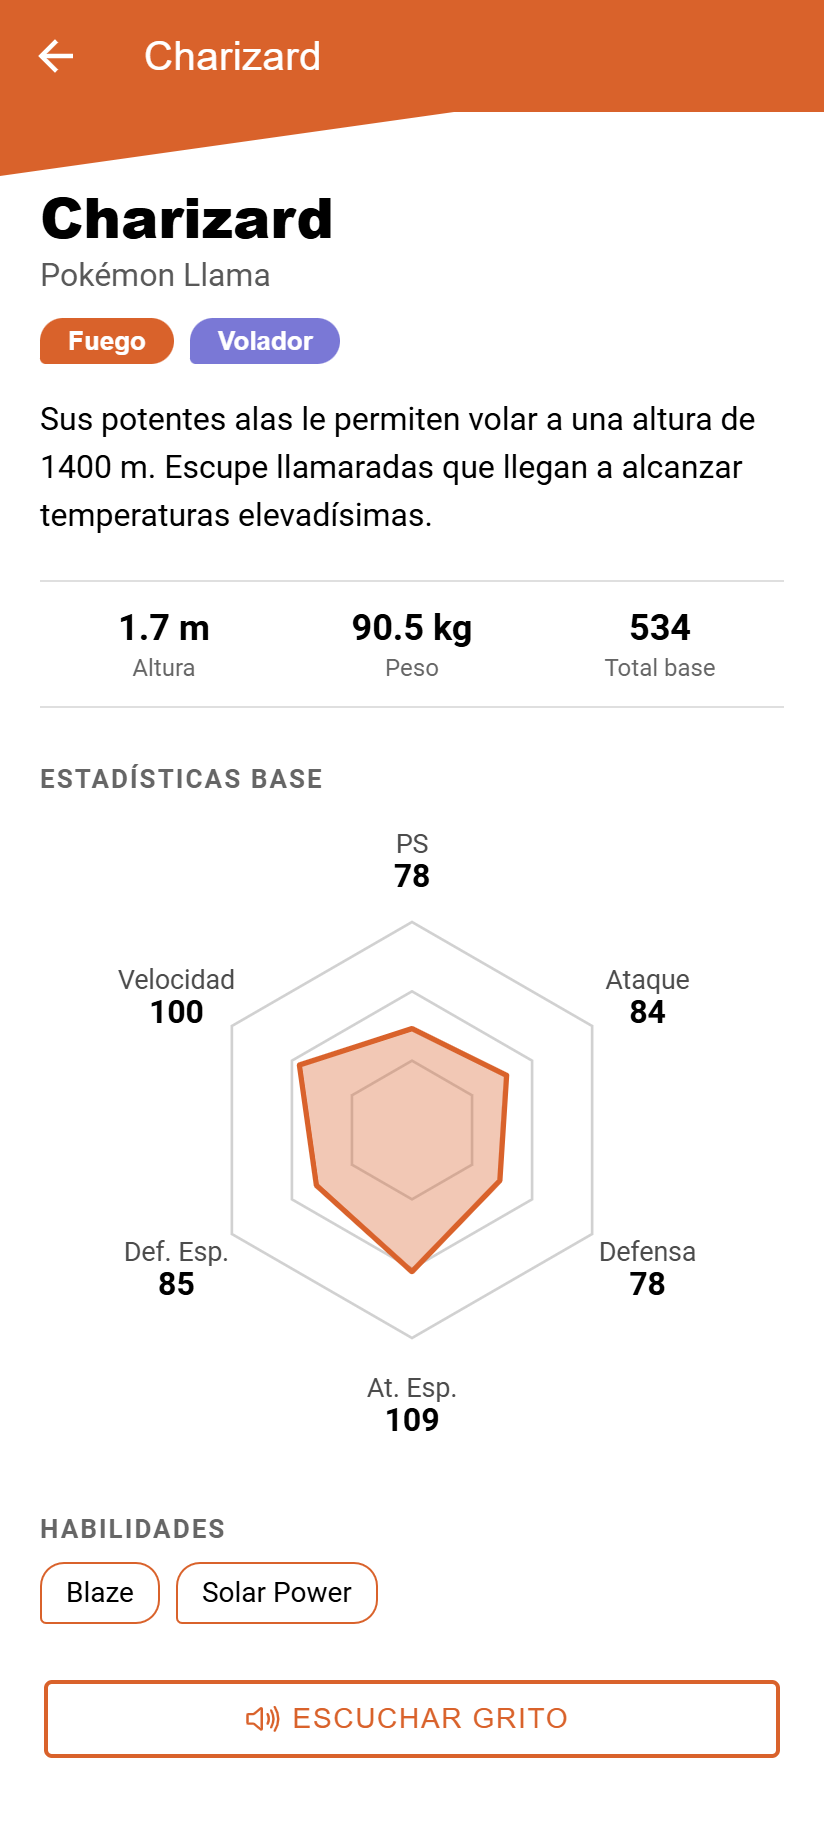 Charizard
Charizard
Pokémon Llama
Fuego
Volador
Sus potentes alas le permiten volar a una altura de
1400 m. Escupe llamaradas que llegan a alcanzar
temperaturas elevadísimas.
1.7 m
Altura
90.5 kg
Peso
534
Total base
ESTADÍSTICAS BASE
PS
78
Velocidad
100
Ataque
84
Def. Esp.
85
Defensa
78
At. Esp.
109
HABILIDADES
Blaze
Solar Power
ESCUCHAR GRITO